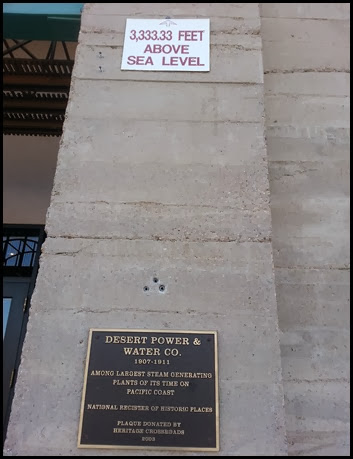 3,333.33 FEET
ABOVE
SEA LEVEL
DESERT POWER &
WATER CO.
1907-1911
AMONG LARGEST STEAM GENERATING
PLANTS OF ITS TIME ON
PACIFIC COAST
NATIONAL REGISTER OF HISTORIC PLACES
PLAQUE DONATED BY
HERITAGE CROSSROADS
2003